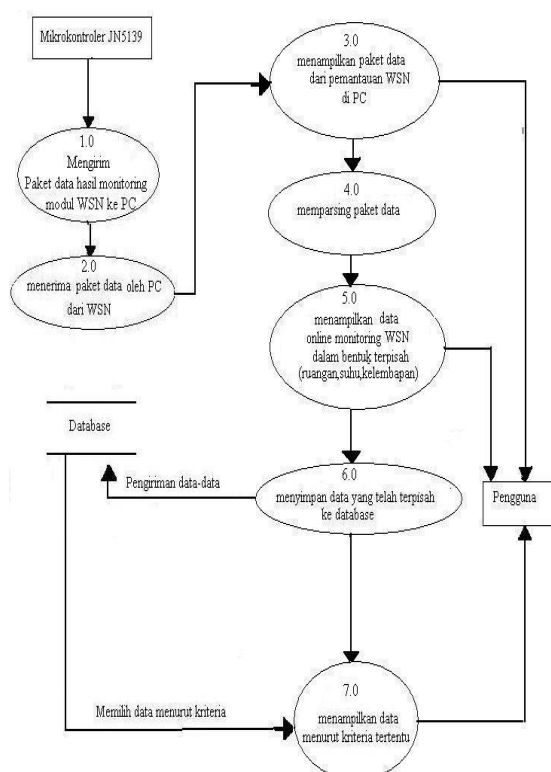 Mikrokontroler JN5139
1.0
Mengirim
Paket data hasil monitoring
modul WSN ke PC
2.0
menerima paket data oleh PC
dari WSN
3.0
menampilkan paket data
dari pemantauan WSN
di PC
4.0
memparsing paket data
5.0
menampilkan data
online monitoring WSN
dalam bentuk terpisah
(ruangan,suhu,kelembapan)
Database
Pengiriman data-data
6.0
menyimpan data yang telah terpisah
ke database
Pengguna
7.0
menampilkan data
menurut kriteria tertentu
Memilih data menurut kriteria